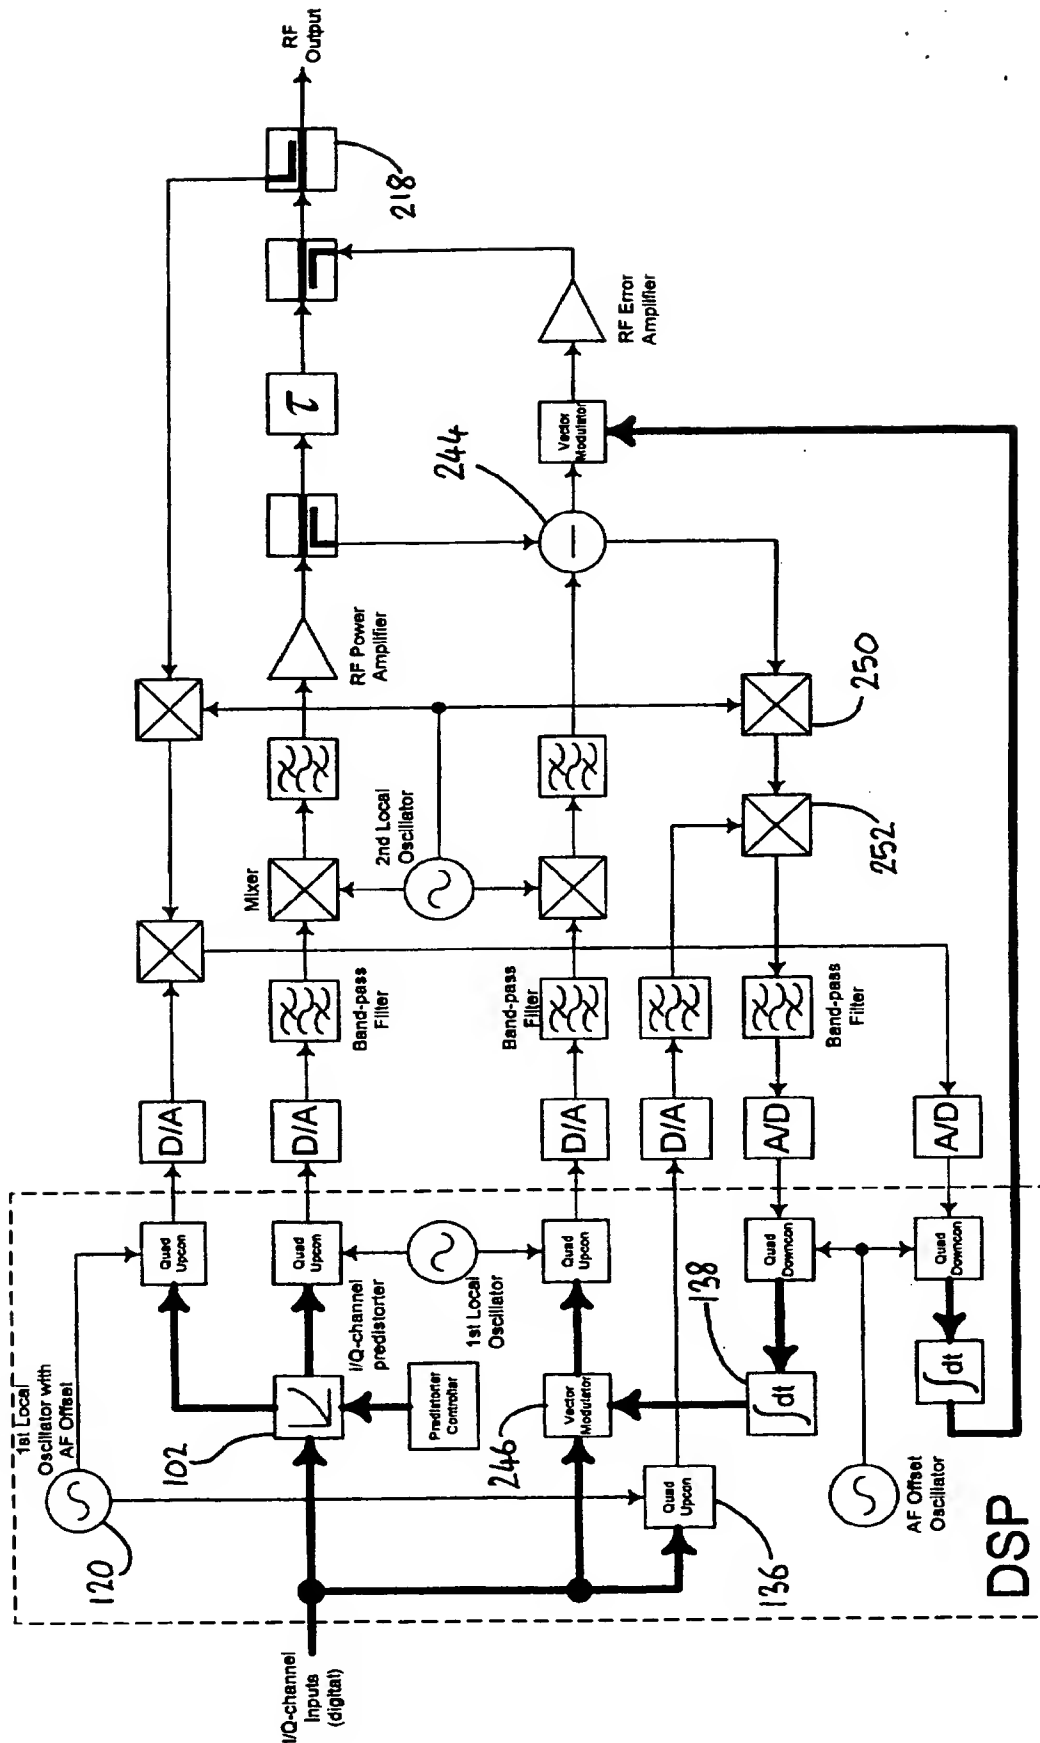 I/Q-channel
Inputs
(digital)
DSP
1st Local
Oscillator with
AF Offset
120
102
I/Q-channel
predistorter
Predistorter
Controller
1st Local
Oscillator
246
Vector
Modulator
Quad
Upcon
136
138
∫dt
∫dt
AF Offset
Oscillator
Quad
Upcon
Quad
Upcon
Quad
Upcon
Quad
Downcon
Quad
Downcon
D/A
D/A
D/A
D/A
A/D
A/D
Band-pass
Filter
Band-pass
Filter
Band-pass
Filter
Mixer
2nd Local
Oscillator
252
250
RF Power
Amplifier
244
τ
Vector
Modulator
RF Error
Amplifier
218
RF
Output